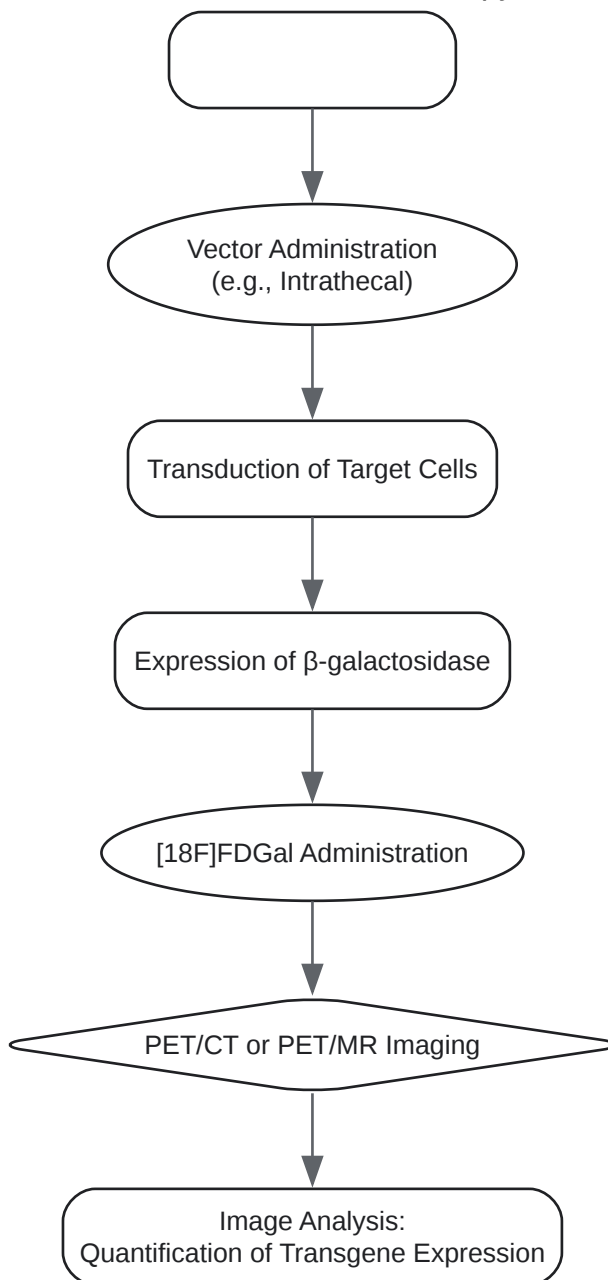 Vector Administration
(e.g., Intrathecal)
Transduction of Target Cells
Expression of β-galactosidase
[18F]FDGal Administration
PET/CT or PET/MR Imaging
Image Analysis:
Quantification of Transgene Expression